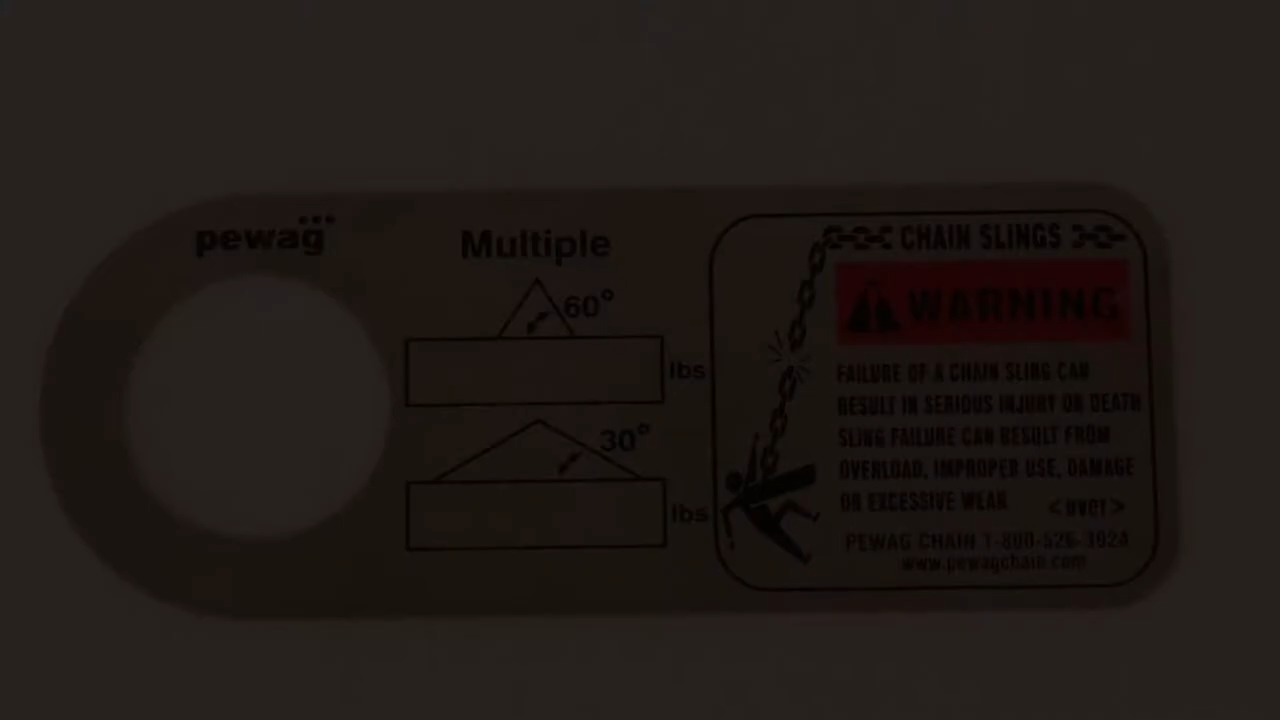 pewag
Multiple
60°
lbs
30°
lbs
CHAIN SLINGS
WARNING
FAILURE OF A CHAIN SLING CAN
RESULT IN SERIOUS INJURY OR DEATH
SLING FAILURE CAN RESULT FROM
OVERLOAD, IMPROPER USE, DAMAGE
OR EXCESSIVE WEAR
<over>
PEWAG CHAIN 1-800-526-3924
www.pewagchain.com